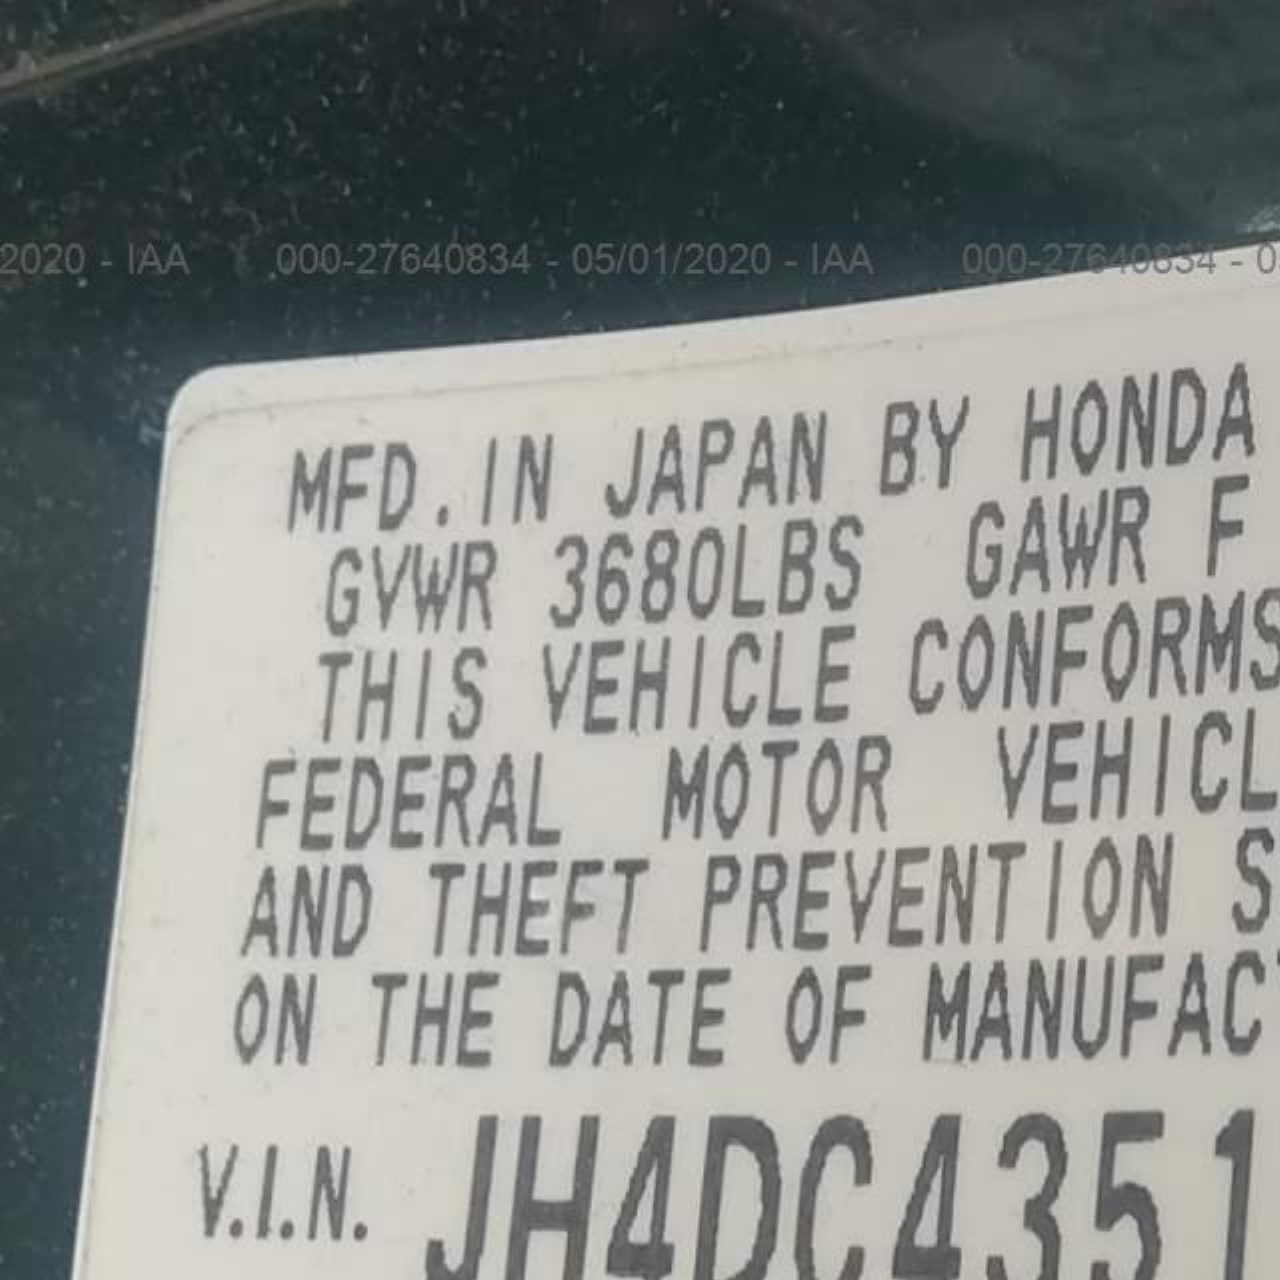 2020 - IAA 000-27640834 - 05/01/2020 - IAA 000-27640834 - 0
MFD. IN JAPAN BY HONDA
GVWR 3680LBS GAWR F
THIS VEHICLE CONFORMS
FEDERAL MOTOR VEHICL
AND THEFT PREVENTION S
ON THE DATE OF MANUFACT
V.I.N. JH4DC4351